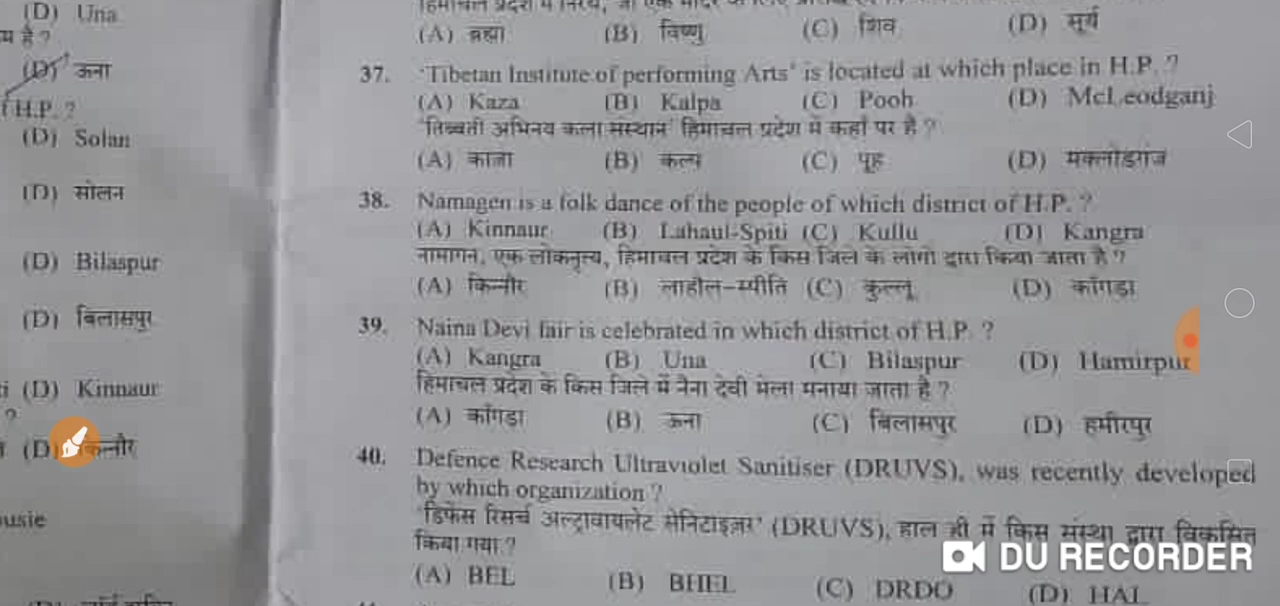 (D) Una
है ?
(D) ऊना
H.P. ?
(D) Solan
(D) सोलन
(D) Bilaspur
(D) बिलासपुर
(D) Kinnaur
?
(D) किन्नौर
(A) ब्रह्मा (B) विष्णु (C) शिव (D) सूर्य
37. 'Tibetan Institute of performing Arts' is located at which place in H.P. ?
(A) Kaza (B) Kalpa (C) Pooh (D) McLeodganj
'तिब्बती अभिनय कला संस्थान' हिमाचल प्रदेश में कहाँ पर है ?
(A) काजा (B) कल्पा (C) पूह (D) मक्लोडगंज
38. Namagen is a folk dance of the people of which district of H.P. ?
(A) Kinnaur (B) Lahaul-Spiti (C) Kullu (D) Kangra
नामागन, एक लोकनृत्य, हिमाचल प्रदेश के किस जिले के लोगों द्वारा किया जाता है ?
(A) किन्नौर (B) लाहौल-स्पीति (C) कुल्लू (D) काँगडा
39. Naina Devi fair is celebrated in which district of H.P. ?
(A) Kangra (B) Una (C) Bilaspur (D) Hamirpur
हिमाचल प्रदेश के किस जिले में नैना देवी मेला मनाया जाता है ?
(A) काँगडा (B) ऊना (C) बिलासपुर (D) हमीरपुर
40. Defence Research Ultraviolet Sanitiser (DRUVS), was recently developed
by which organization ?
'डिफेंस रिसर्च अल्ट्रावायलेट सेनिटाइज़र' (DRUVS), हाल ही में किस संस्था द्वारा विकसित
किया गया ?
(A) BEL (B) BHEL (C) DRDO (D) HAL
DU RECORDER